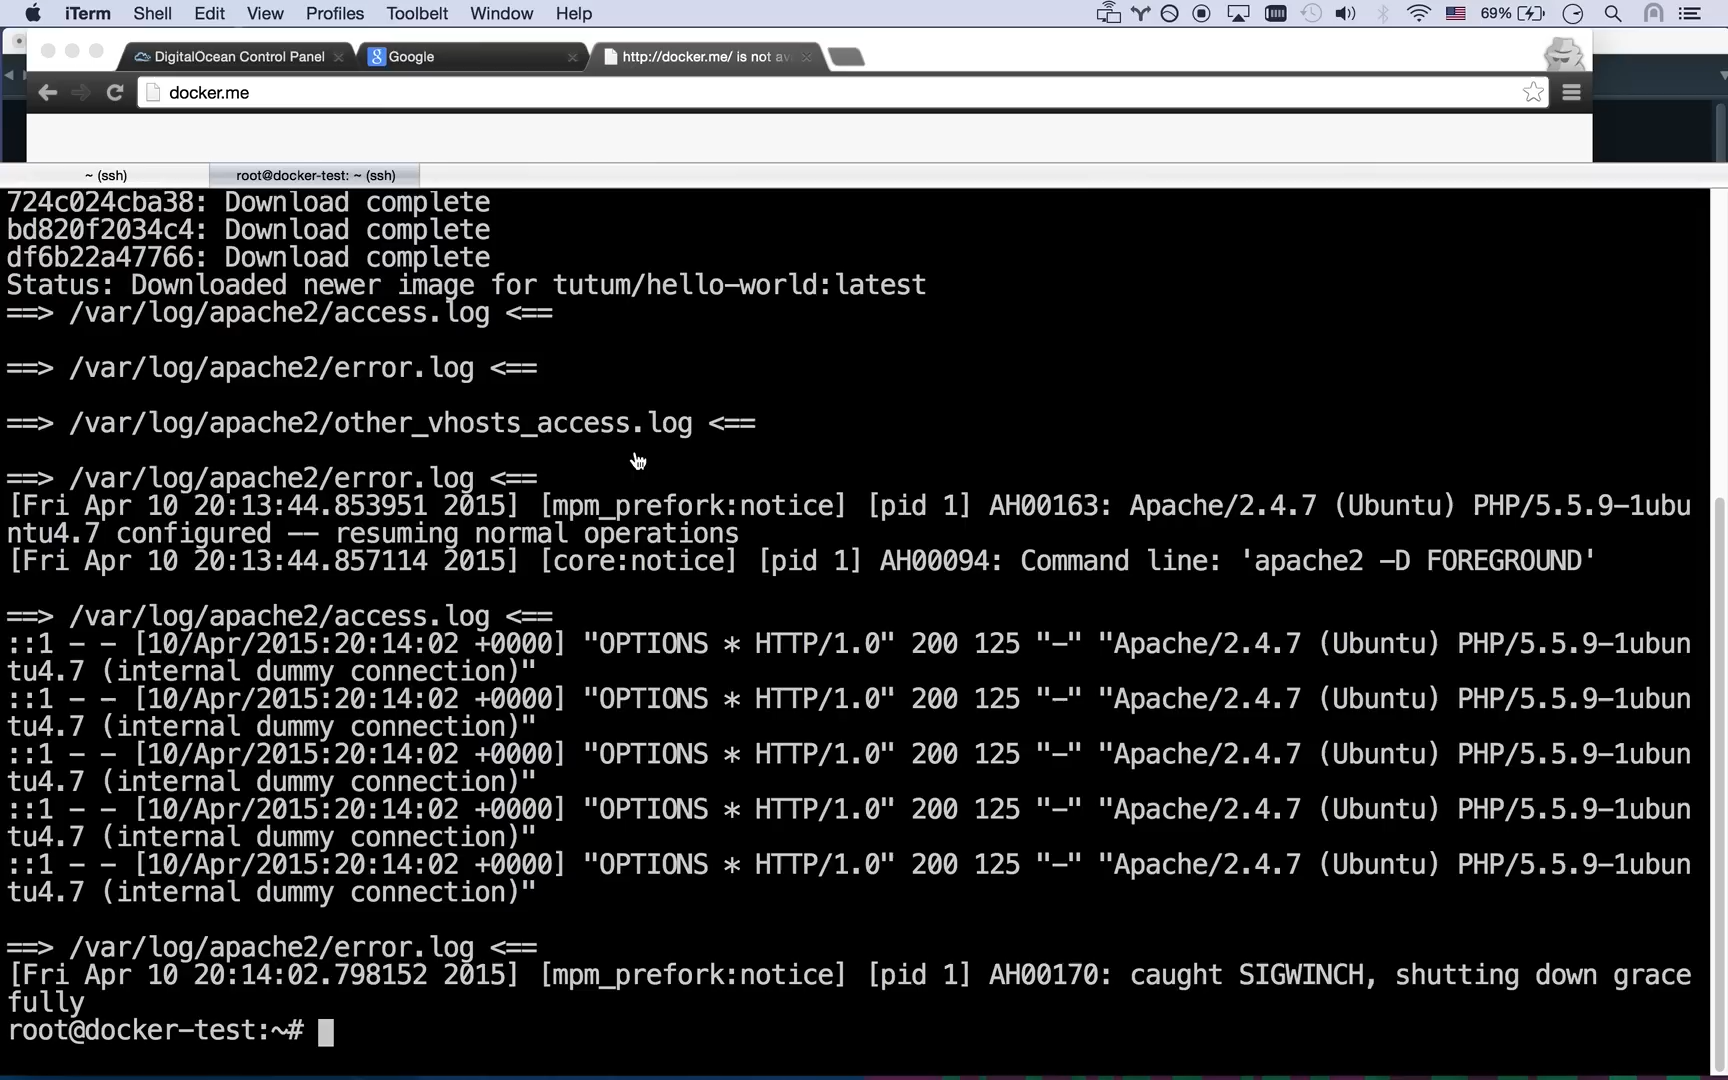 iTerm Shell Edit View Profiles Toolbelt Window Help 69%
DigitalOcean Control Panel Google http://docker.me/ is not av
docker.me
~ (ssh) root@docker-test: ~ (ssh)
724c024cba38: Download complete
bd820f2034c4: Download complete
df6b22a47766: Download complete
Status: Downloaded newer image for tutum/hello-world:latest
==> /var/log/apache2/access.log <==
==> /var/log/apache2/error.log <==
==> /var/log/apache2/other_vhosts_access.log <==
==> /var/log/apache2/error.log <==
[Fri Apr 10 20:13:44.853951 2015] [mpm_prefork:notice] [pid 1] AH00163: Apache/2.4.7 (Ubuntu) PHP/5.5.9-1ubu
ntu4.7 configured -- resuming normal operations
[Fri Apr 10 20:13:44.857114 2015] [core:notice] [pid 1] AH00094: Command line: 'apache2 -D FOREGROUND'
==> /var/log/apache2/access.log <==
::1 - - [10/Apr/2015:20:14:02 +0000] "OPTIONS * HTTP/1.0" 200 125 "-" "Apache/2.4.7 (Ubuntu) PHP/5.5.9-1ubun
tu4.7 (internal dummy connection)"
::1 - - [10/Apr/2015:20:14:02 +0000] "OPTIONS * HTTP/1.0" 200 125 "-" "Apache/2.4.7 (Ubuntu) PHP/5.5.9-1ubun
tu4.7 (internal dummy connection)"
::1 - - [10/Apr/2015:20:14:02 +0000] "OPTIONS * HTTP/1.0" 200 125 "-" "Apache/2.4.7 (Ubuntu) PHP/5.5.9-1ubun
tu4.7 (internal dummy connection)"
::1 - - [10/Apr/2015:20:14:02 +0000] "OPTIONS * HTTP/1.0" 200 125 "-" "Apache/2.4.7 (Ubuntu) PHP/5.5.9-1ubun
tu4.7 (internal dummy connection)"
::1 - - [10/Apr/2015:20:14:02 +0000] "OPTIONS * HTTP/1.0" 200 125 "-" "Apache/2.4.7 (Ubuntu) PHP/5.5.9-1ubun
tu4.7 (internal dummy connection)"
==> /var/log/apache2/error.log <==
[Fri Apr 10 20:14:02.798152 2015] [mpm_prefork:notice] [pid 1] AH00170: caught SIGWINCH, shutting down grace
fully
root@docker-test:~#